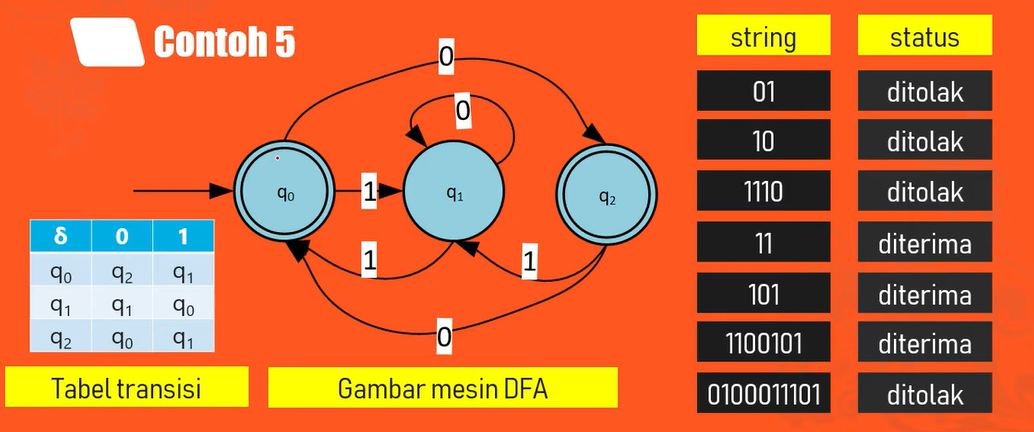 Contoh 5
0
0
q₀
1
q₁
q₂
1
1
0
δ 0 1
q₀ q₂ q₁
q₁ q₁ q₀
q₂ q₀ q₁
Tabel transisi
Gambar mesin DFA
string status
01 ditolak
10 ditolak
1110 ditolak
11 diterima
101 diterima
1100101 diterima
0100011101 ditolak